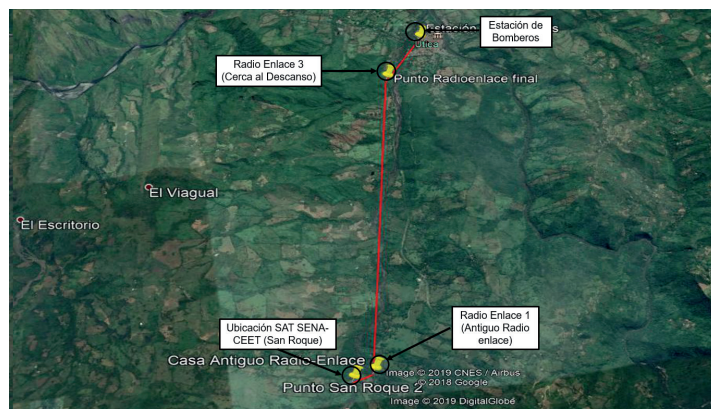 Estación
Estación de
Bomberos
Utica
Radio Enlace 3
(Cerca al Descanso)
Punto Radioenlace final
El Viagual
El Escritorio
Radio Enlace 1
(Antiguo Radio
enlace)
Ubicación SAT SENA-
CEET (San Roque)
Casa Antiguo Radio-Enlace
Punto San Roque 2
Image © 2019 CNES / Airbus
© 2018 Google
Image © 2019 DigitalGlobe